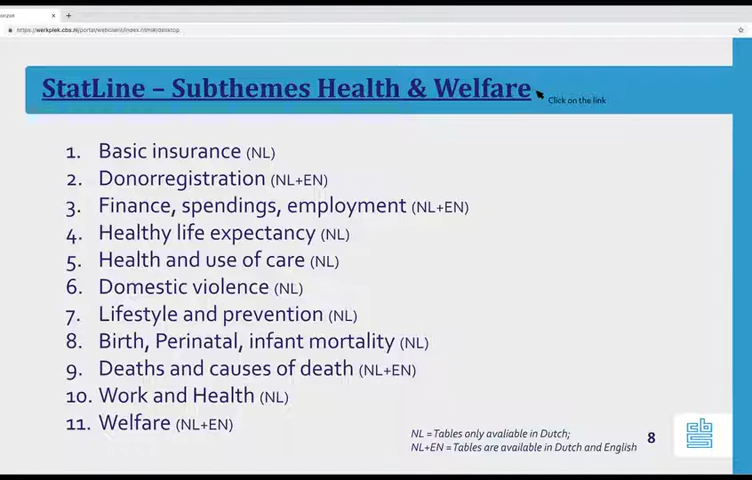 https://werkplek.cbs.nl/portal/webclient/index.html#/desktop
StatLine – Subthemes Health & Welfare
Click on the link
1. Basic insurance (NL)
2. Donorregistration (NL+EN)
3. Finance, spendings, employment (NL+EN)
4. Healthy life expectancy (NL)
5. Health and use of care (NL)
6. Domestic violence (NL)
7. Lifestyle and prevention (NL)
8. Birth, Perinatal, infant mortality (NL)
9. Deaths and causes of death (NL+EN)
10. Work and Health (NL)
11. Welfare (NL+EN)
NL = Tables only avaliable in Dutch;
NL+EN = Tables are available in Dutch and English
8
cbs